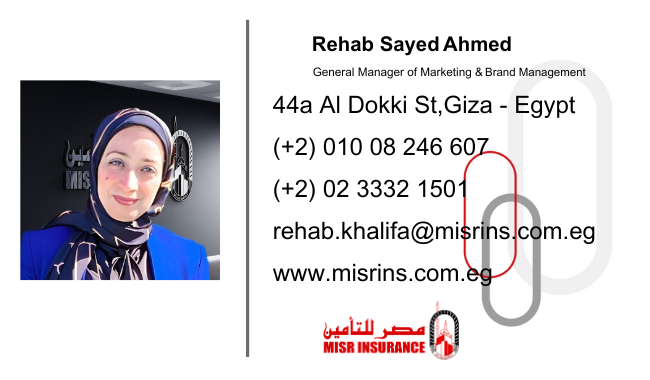 Rehab Sayed Ahmed
General Manager of Marketing & Brand Management
44a Al Dokki St,Giza - Egypt
(+2) 010 08 246 607
(+2) 02 3332 1501
rehab.khalifa@misrins.com.eg
www.misrins.com.eg
مصر للتأمين
MISR INSURANCE
MISR